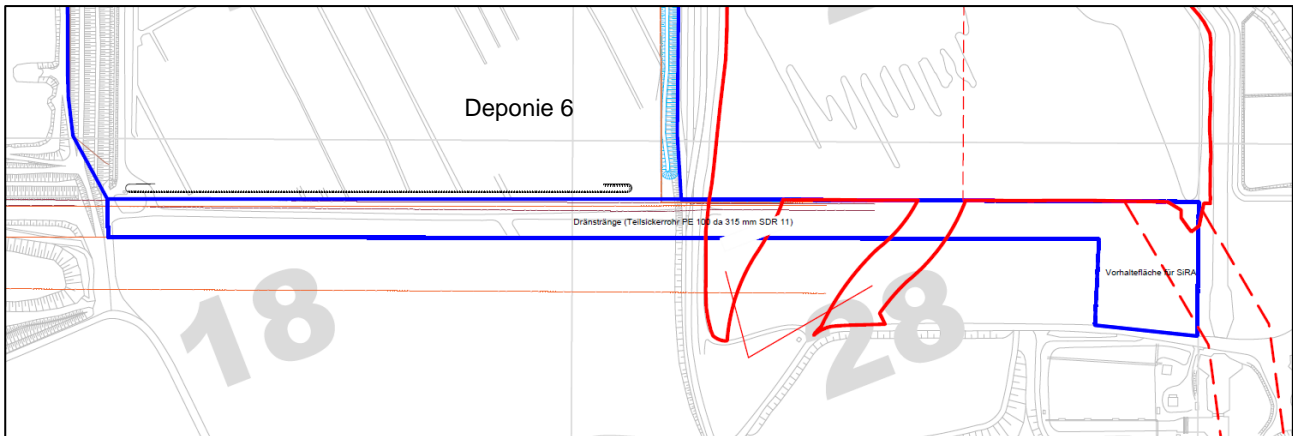 Deponie 6
Dränstränge (Teilsickerrohr PE 100 da 315 mm SDR 11)
Vorhaltefläche für SiRA
18
28